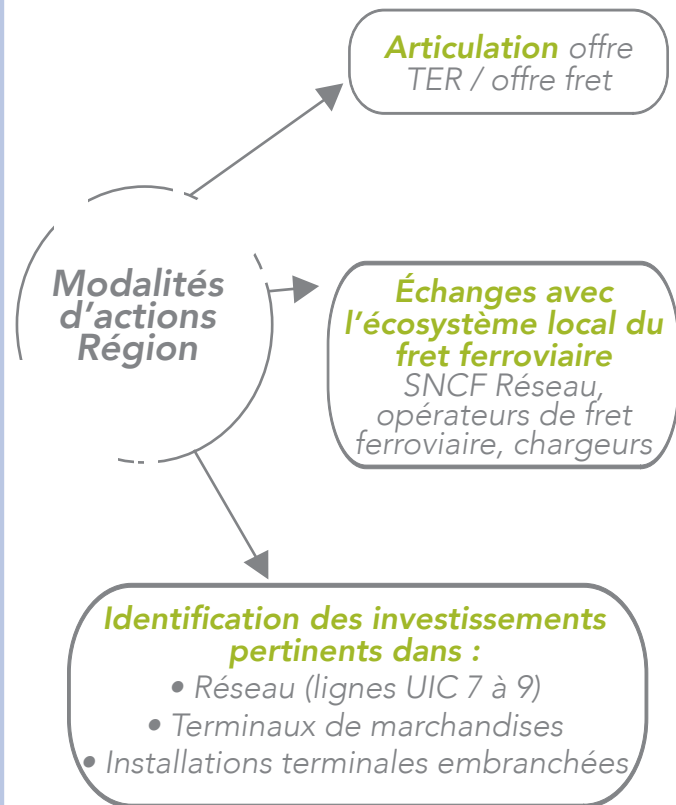 Articulation offre
TER / offre fret
Modalités
d'actions
Région
Échanges avec
l'écosystème local du
fret ferroviaire
SNCF Réseau,
opérateurs de fret
ferroviaire, chargeurs
Identification des investissements
pertinents dans :
• Réseau (lignes UIC 7 à 9)
• Terminaux de marchandises
• Installations terminales embranchées